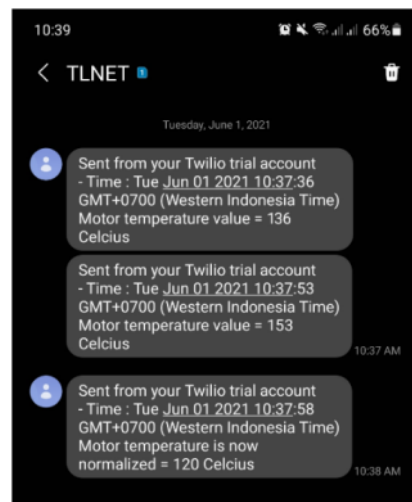 10:39 66%
TLNET 1
Tuesday, June 1, 2021
Sent from your Twilio trial account
- Time : Tue Jun 01 2021 10:37:36
GMT+0700 (Western Indonesia Time)
Motor temperature value = 136
Celcius
Sent from your Twilio trial account
- Time : Tue Jun 01 2021 10:37:53
GMT+0700 (Western Indonesia Time)
Motor temperature value = 153
Celcius
10:37 AM
Sent from your Twilio trial account
- Time : Tue Jun 01 2021 10:37:58
GMT+0700 (Western Indonesia Time)
Motor temperature is now
normalized = 120 Celcius
10:38 AM